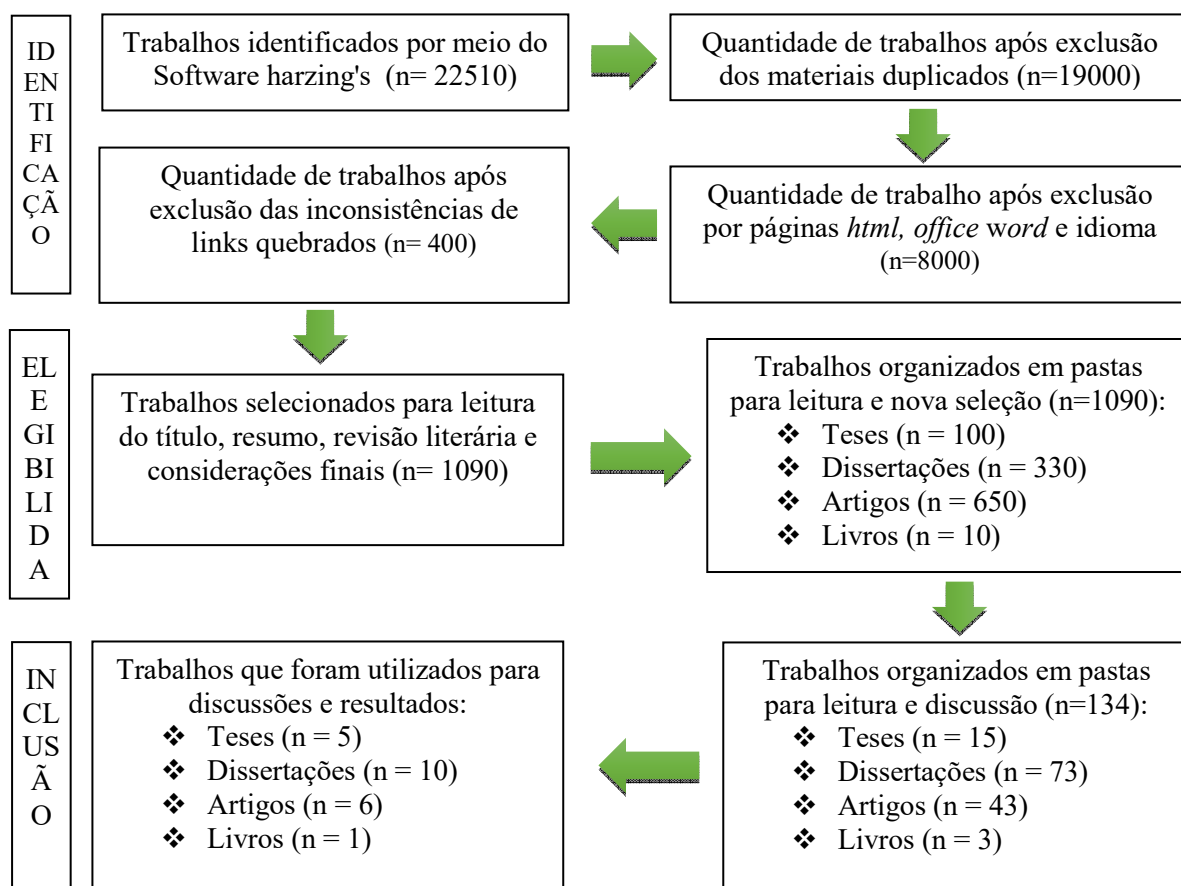 ID
EN
TI
FI
CA
ÇÃ
O
Trabalhos identificados por meio do
Software harzing's (n= 22510)
Quantidade de trabalhos após exclusão
dos materiais duplicados (n=19000)
Quantidade de trabalho após exclusão
por páginas html, office word e idioma
(n=8000)
Quantidade de trabalhos após
exclusão das inconsistências de
links quebrados (n= 400)
EL
E
GI
BI
LI
D
A
Trabalhos selecionados para leitura
do título, resumo, revisão literária e
considerações finais (n= 1090)
Trabalhos organizados em pastas
para leitura e nova seleção (n=1090):
❖ Teses (n = 100)
❖ Dissertações (n = 330)
❖ Artigos (n = 650)
❖ Livros (n = 10)
IN
CL
US
Ã
O
Trabalhos organizados em pastas
para leitura e discussão (n=134):
❖ Teses (n = 15)
❖ Dissertações (n = 73)
❖ Artigos (n = 43)
❖ Livros (n = 3)
Trabalhos que foram utilizados para
discussões e resultados:
❖ Teses (n = 5)
❖ Dissertações (n = 10)
❖ Artigos (n = 6)
❖ Livros (n = 1)